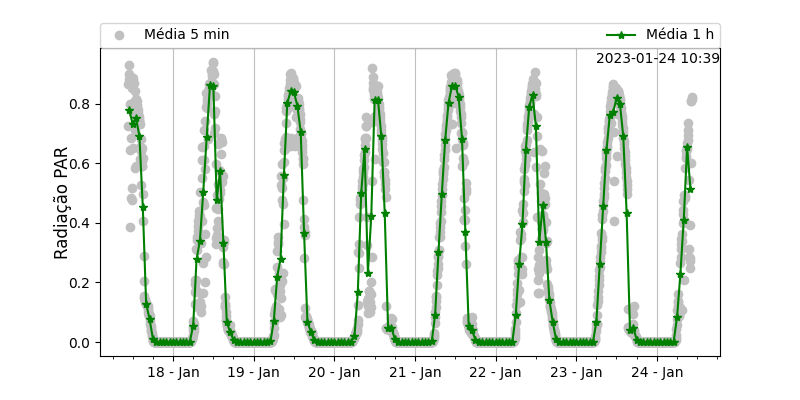 Média 5 min
Média 1 h
2023-01-24 10:39
Radiação PAR
0.8
0.6
0.4
0.2
0.0
18 - Jan
19 - Jan
20 - Jan
21 - Jan
22 - Jan
23 - Jan
24 - Jan